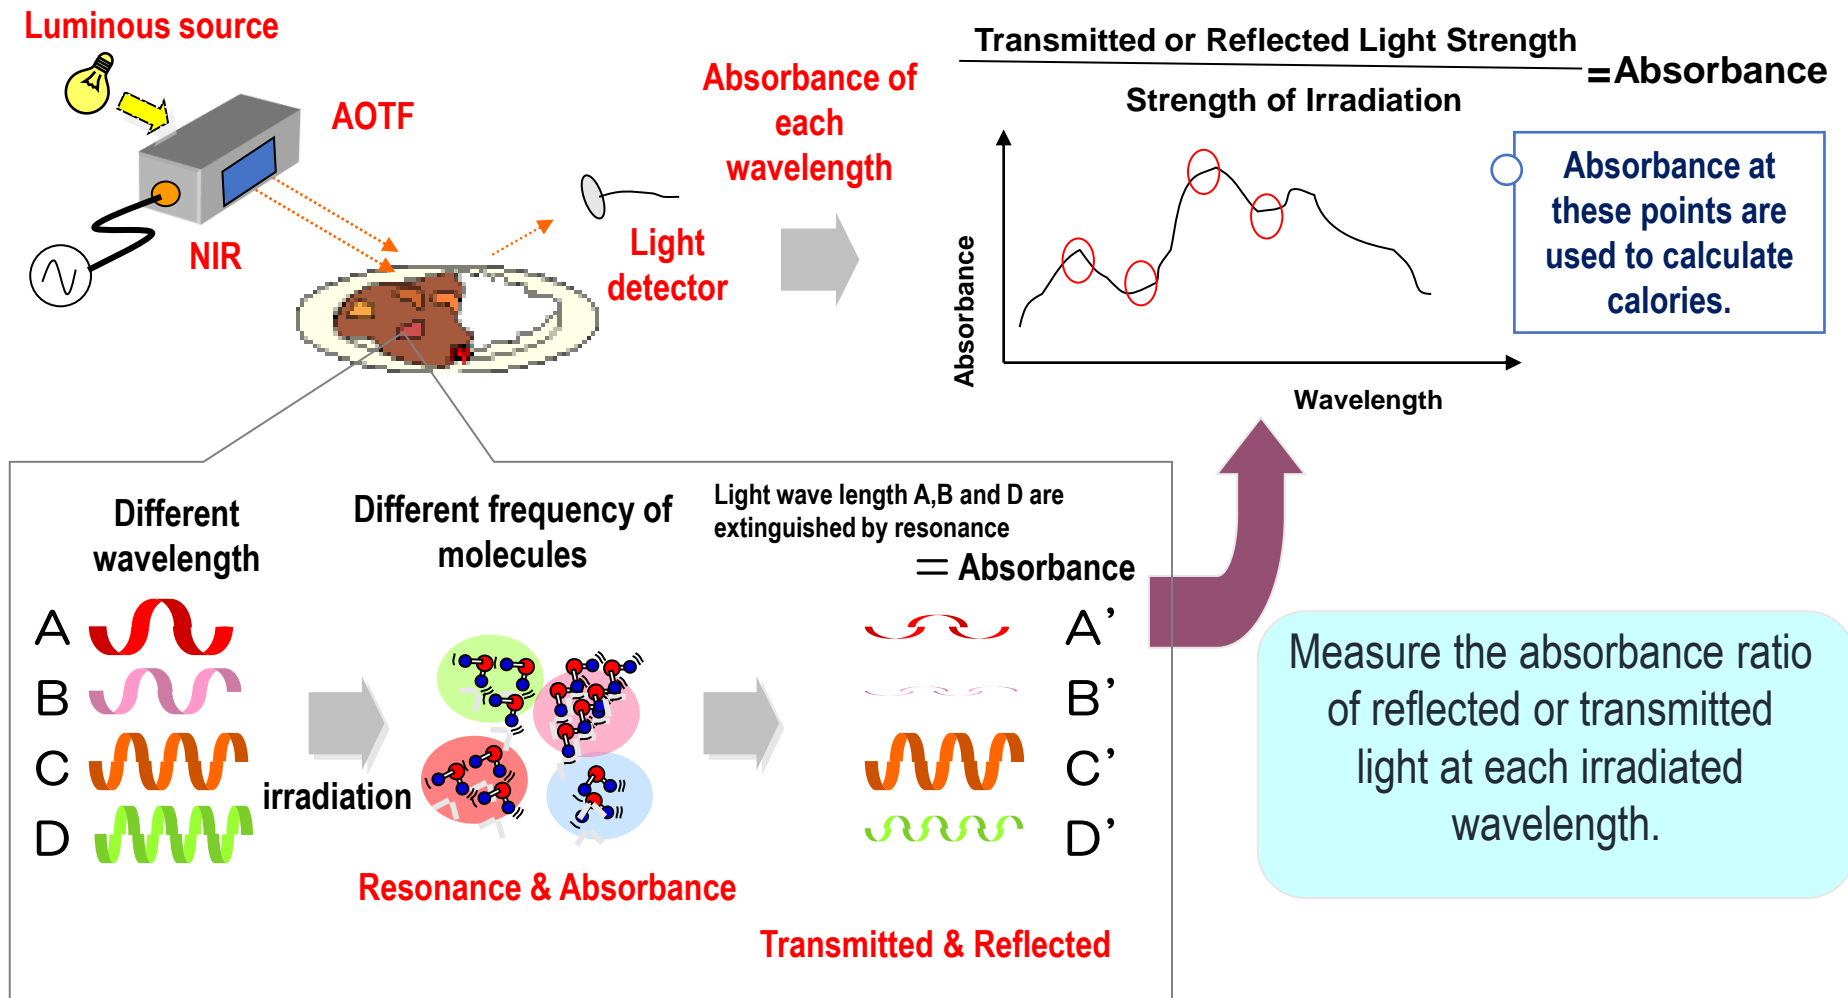 Luminous source
AOTF
NIR
Light
detector
Absorbance of
each
wavelength
Transmitted or Reflected Light Strength
Strength of Irradiation
=Absorbance
Absorbance
Wavelength
Absorbance at
these points are
used to calculate
calories.
Different
wavelength
A
B
C
D
irradiation
Different frequency of
molecules
Resonance & Absorbance
Light wave length A,B and D are
extinguished by resonance
= Absorbance
A’
B’
C’
D’
Transmitted & Reflected
Measure the absorbance ratio
of reflected or transmitted
light at each irradiated
wavelength.